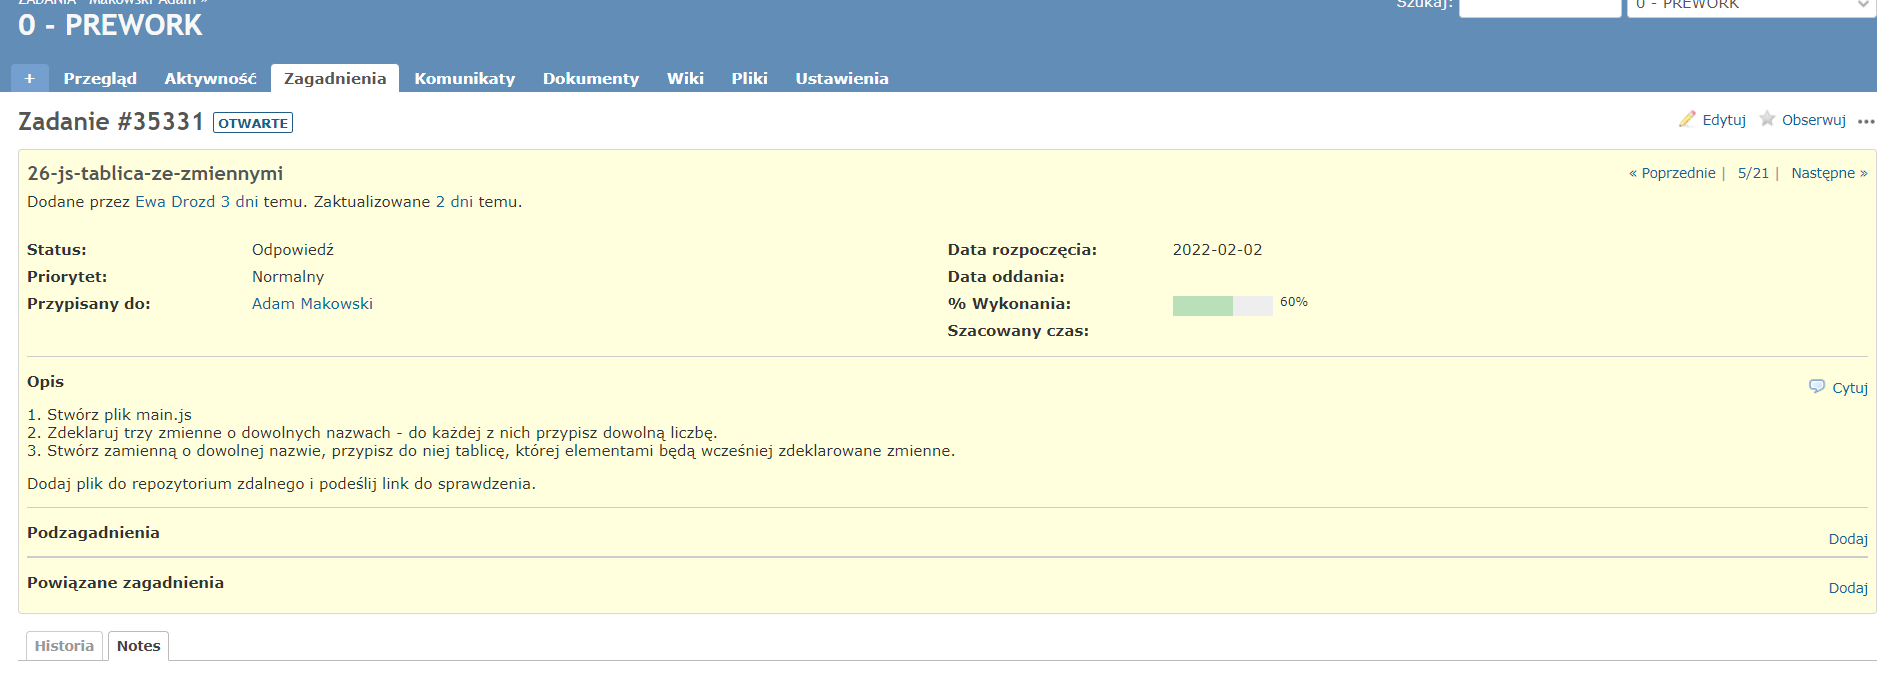 ZADANIA - Makowski Adam »
0 - PREWORK
Szukaj:
0 - PREWORK
+ Przegląd Aktywność Zagadnienia Komunikaty Dokumenty Wiki Pliki Ustawienia
Zadanie #35331 OTWARTE
Edytuj Obserwuj •••
26-js-tablica-ze-zmiennymi
« Poprzednie | 5/21 | Następne »
Dodane przez Ewa Drozd 3 dni temu. Zaktualizowane 2 dni temu.
Status: Odpowiedź
Data rozpoczęcia: 2022-02-02
Priorytet: Normalny
Data oddania:
Przypisany do: Adam Makowski
% Wykonania: 60%
Szacowany czas:
Opis
Cytuj
1. Stwórz plik main.js
2. Zdeklaruj trzy zmienne o dowolnych nazwach - do każdej z nich przypisz dowolną liczbę.
3. Stwórz zamienną o dowolnej nazwie, przypisz do niej tablicę, której elementami będą wcześniej zdeklarowane zmienne.
Dodaj plik do repozytorium zdalnego i podeślij link do sprawdzenia.
Podzagadnienia
Dodaj
Powiązane zagadnienia
Dodaj
Historia Notes